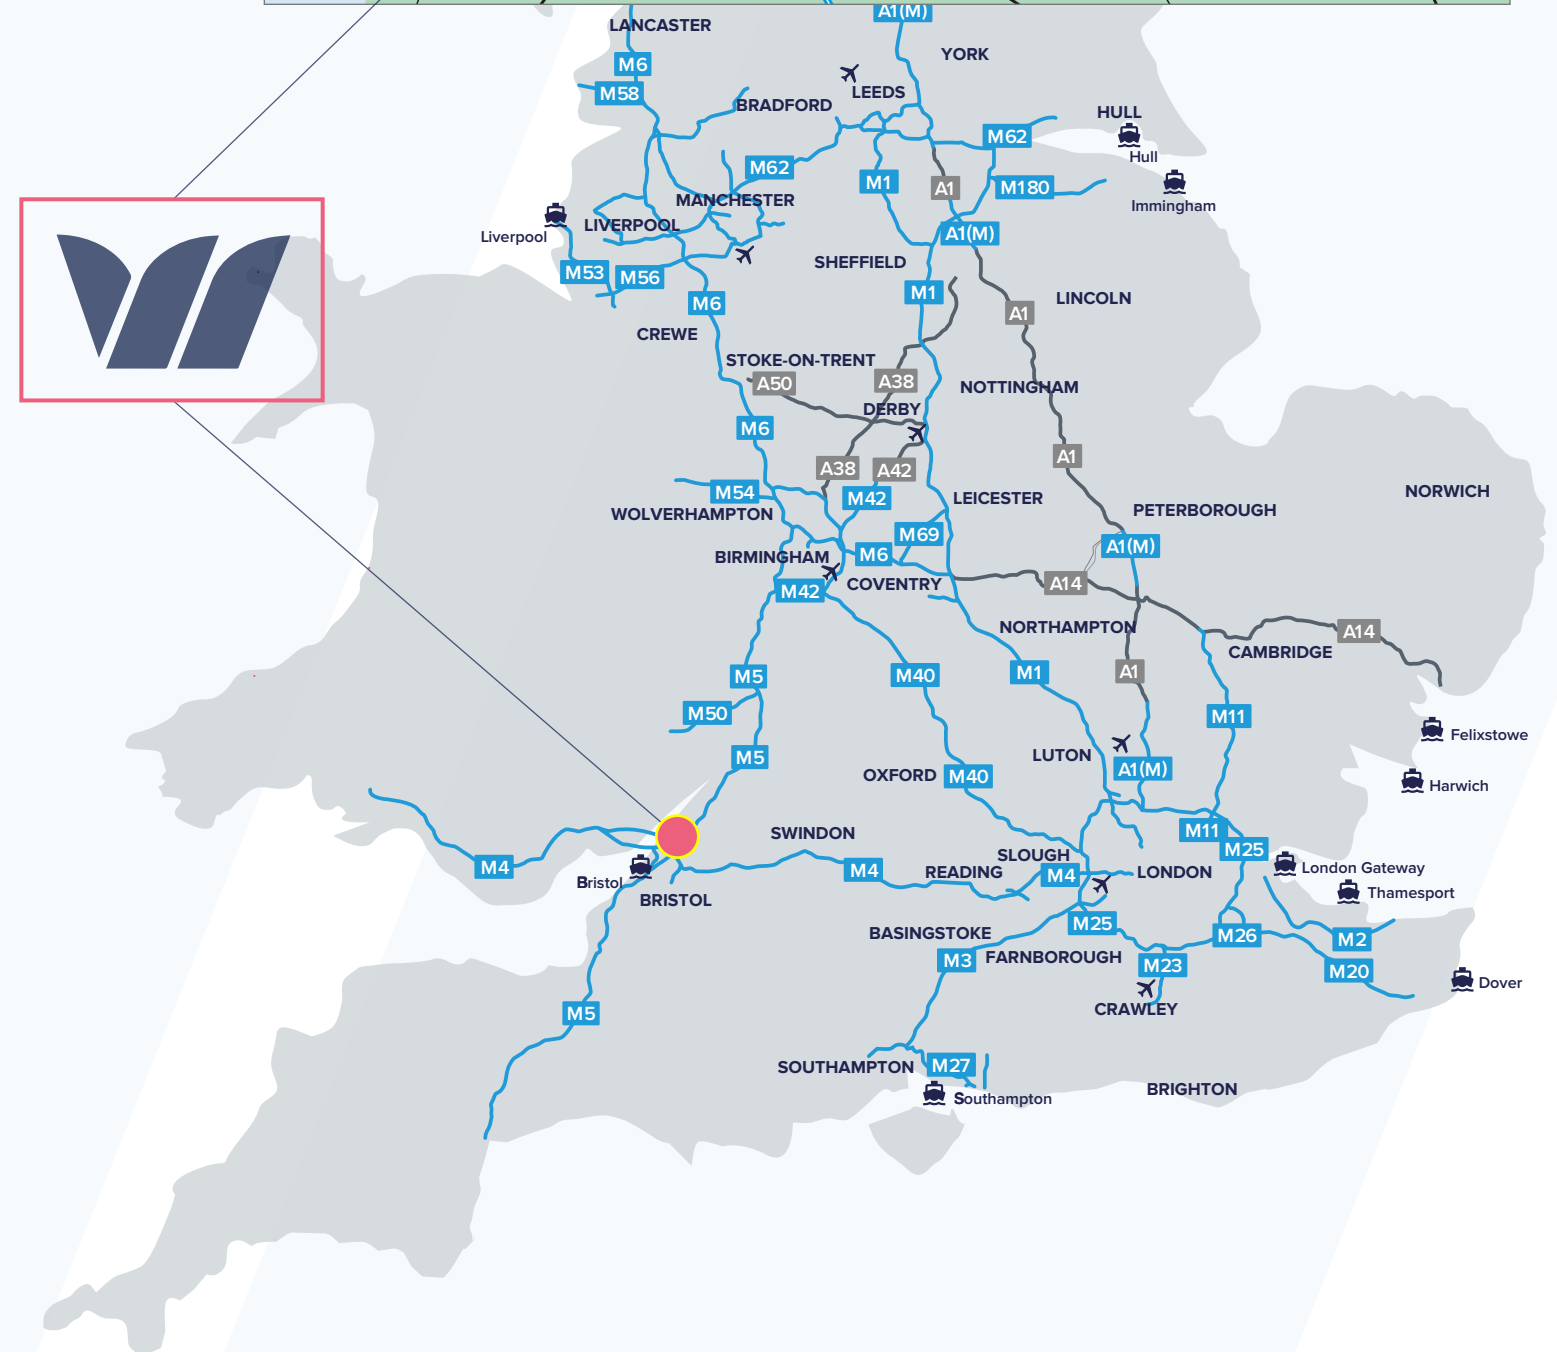 A1(M)
LANCASTER
YORK
M6
LEEDS
M58
BRADFORD
HULL
M62
Hull
M62
M1
A1
M180
MANCHESTER
Immingham
LIVERPOOL
Liverpool
A1(M)
SHEFFIELD
M53
M56
M1
LINCOLN
M6
A1
CREWE
STOKE-ON-TRENT
A50
A38
NOTTINGHAM
DERBY
M6
A1
A38
A42
M54
M42
LEICESTER
NORWICH
WOLVERHAMPTON
PETERBOROUGH
M69
A1(M)
BIRMINGHAM
M6
COVENTRY
A14
M42
NORTHAMPTON
A14
CAMBRIDGE
M5
M40
M1
A1
M50
M11
Felixstowe
M5
LUTON
A1(M)
OXFORD
M40
Harwich
SWINDON
M11
M25
SLOUGH
M4
M4
READING
M4
LONDON
London Gateway
Bristol
Thamesport
BRISTOL
M25
BASINGSTOKE
M26
M2
M3
FARNBOROUGH
M23
M20
Dover
CRAWLEY
M5
SOUTHAMPTON
M27
Southampton
BRIGHTON